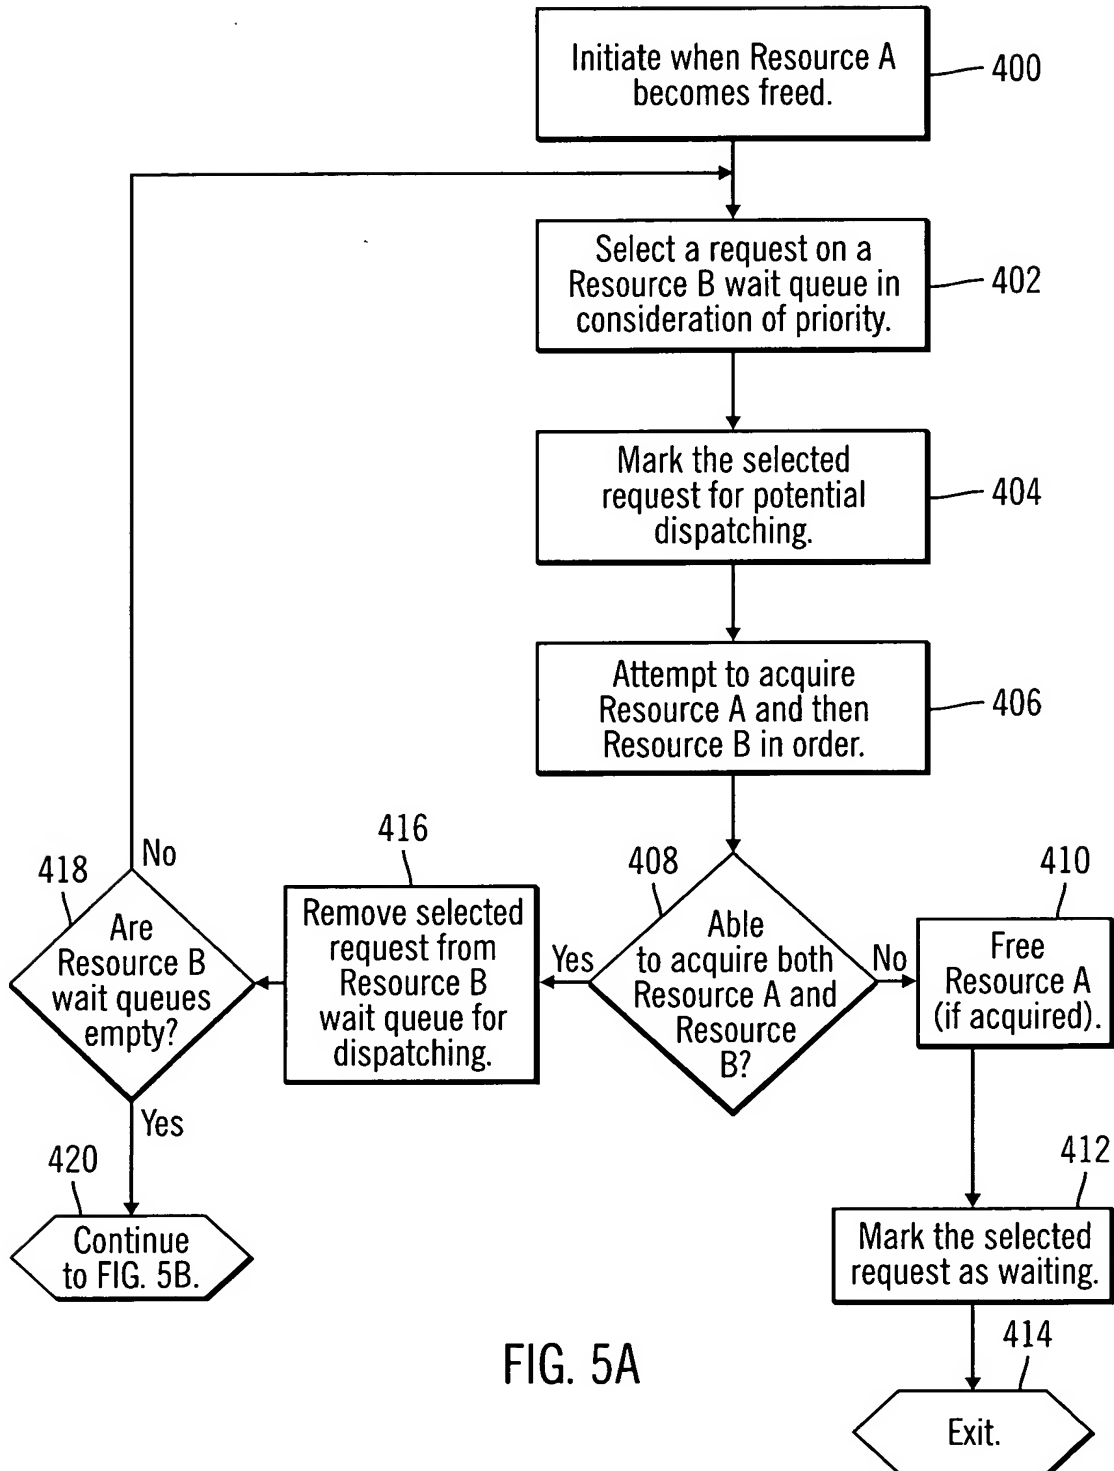 Initiate when Resource A
becomes freed.
400
Select a request on a
Resource B wait queue in
consideration of priority.
402
Mark the selected
request for potential
dispatching.
404
Attempt to acquire
Resource A and then
Resource B in order.
406
408
Able
to acquire both
Resource A and
Resource
B?
Yes
No
416
Remove selected
request from
Resource B
wait queue for
dispatching.
418
No
Are
Resource B
wait queues
empty?
Yes
420
Continue
to FIG. 5B.
410
Free
Resource A
(if acquired).
412
Mark the selected
request as waiting.
414
Exit.
FIG. 5A